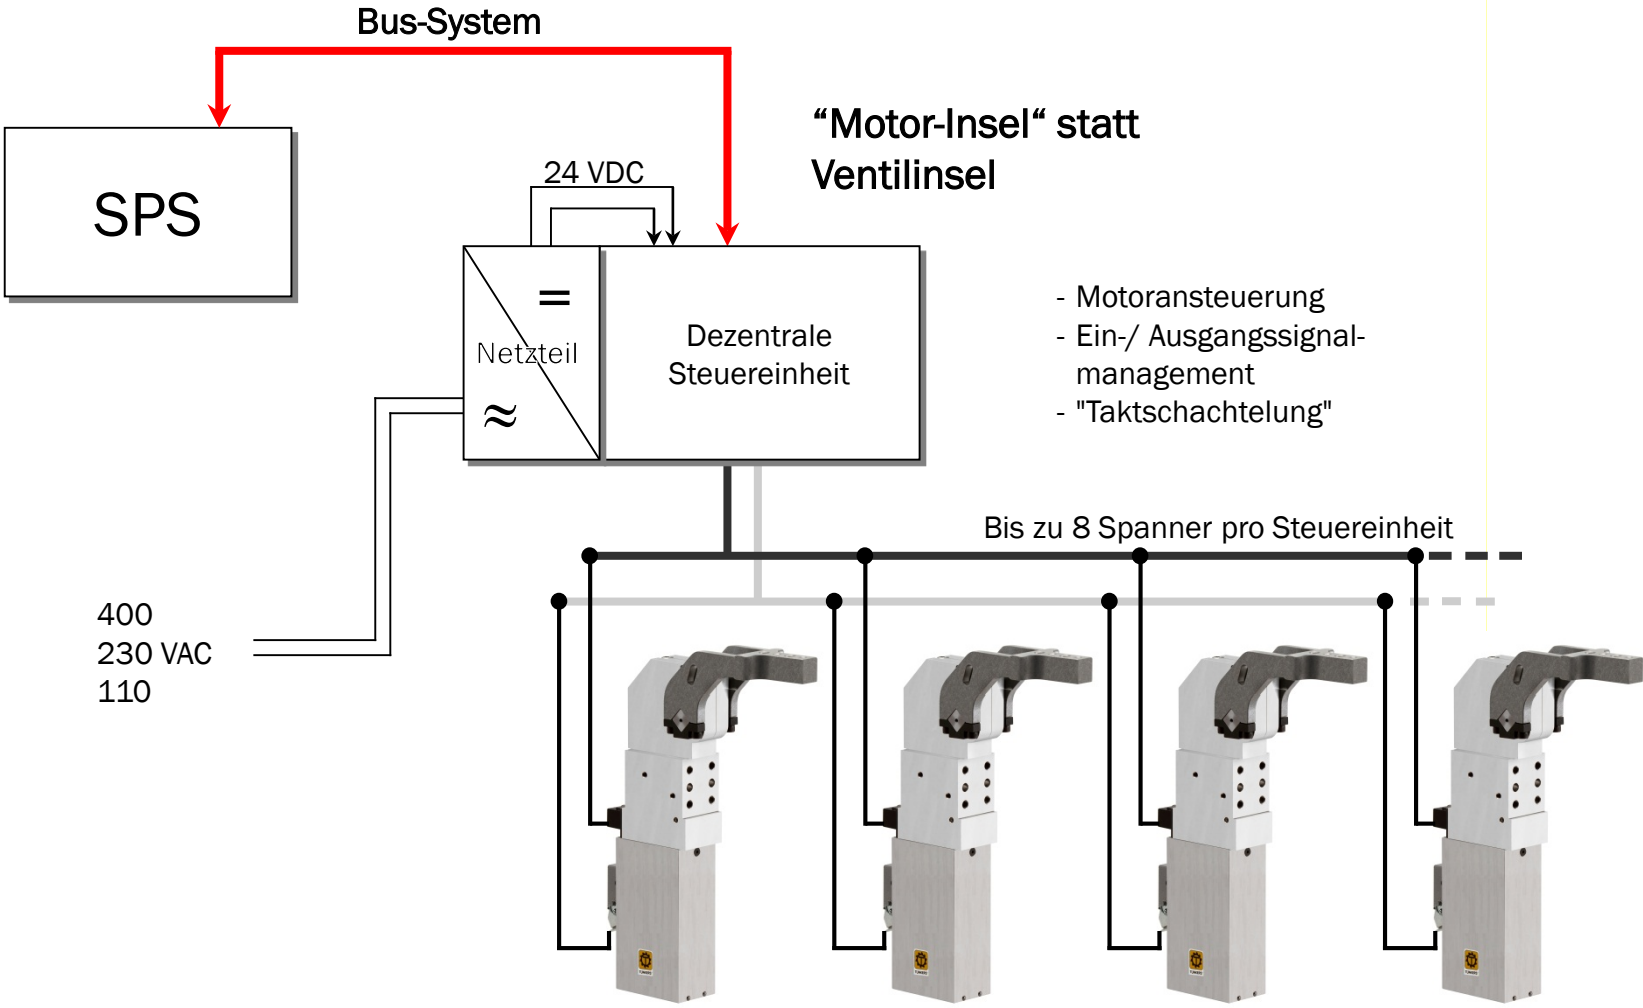 Bus-System
“Motor-Insel“ statt
Ventilinsel
24 VDC
SPS
=
Netzteil
≈
Dezentrale
Steuereinheit
- Motoransteuerung
- Ein-/ Ausgangssignal-
management
- "Taktschachtelung"
Bis zu 8 Spanner pro Steuereinheit
400
230 VAC
110